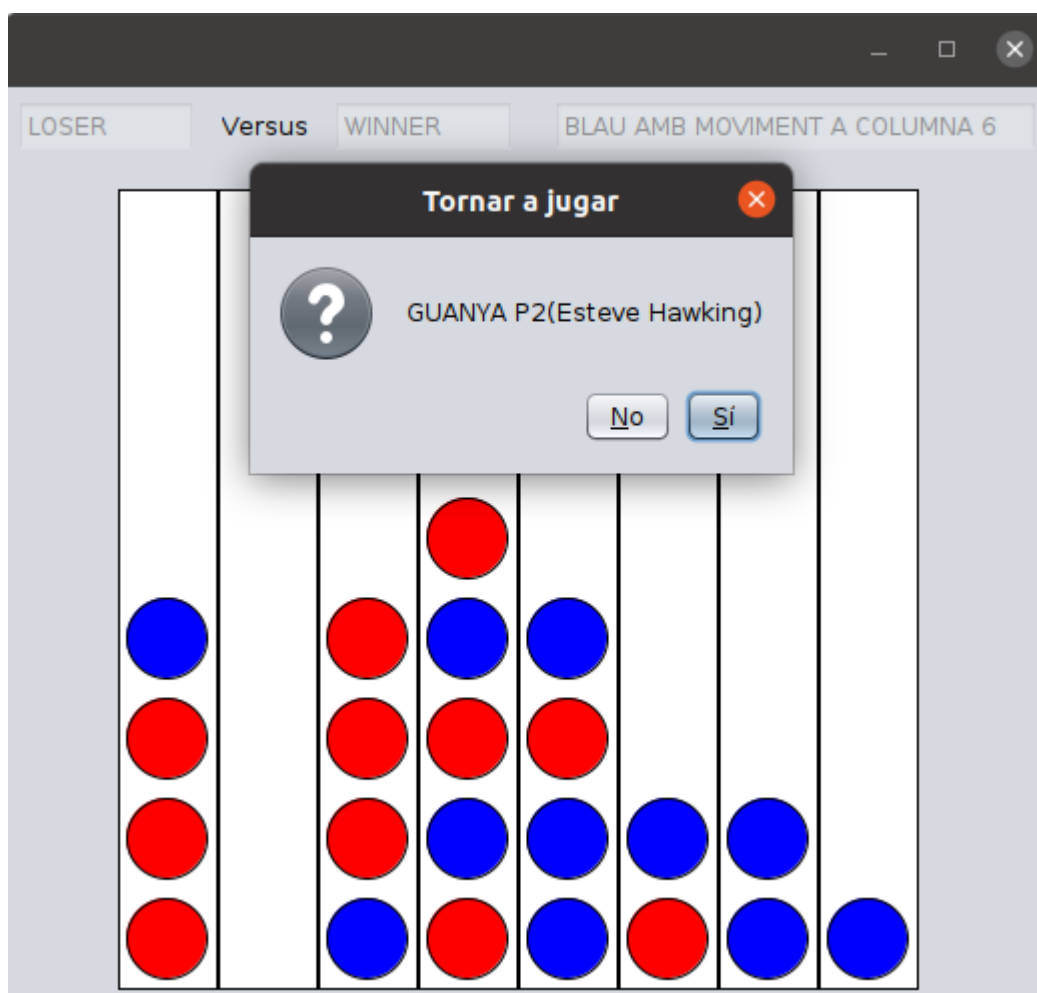 LOSER Versus WINNER BLAU AMB MOVIMENT A COLUMNA 6
Tornar a jugar
GUANYA P2(Esteve Hawking)
No Sí